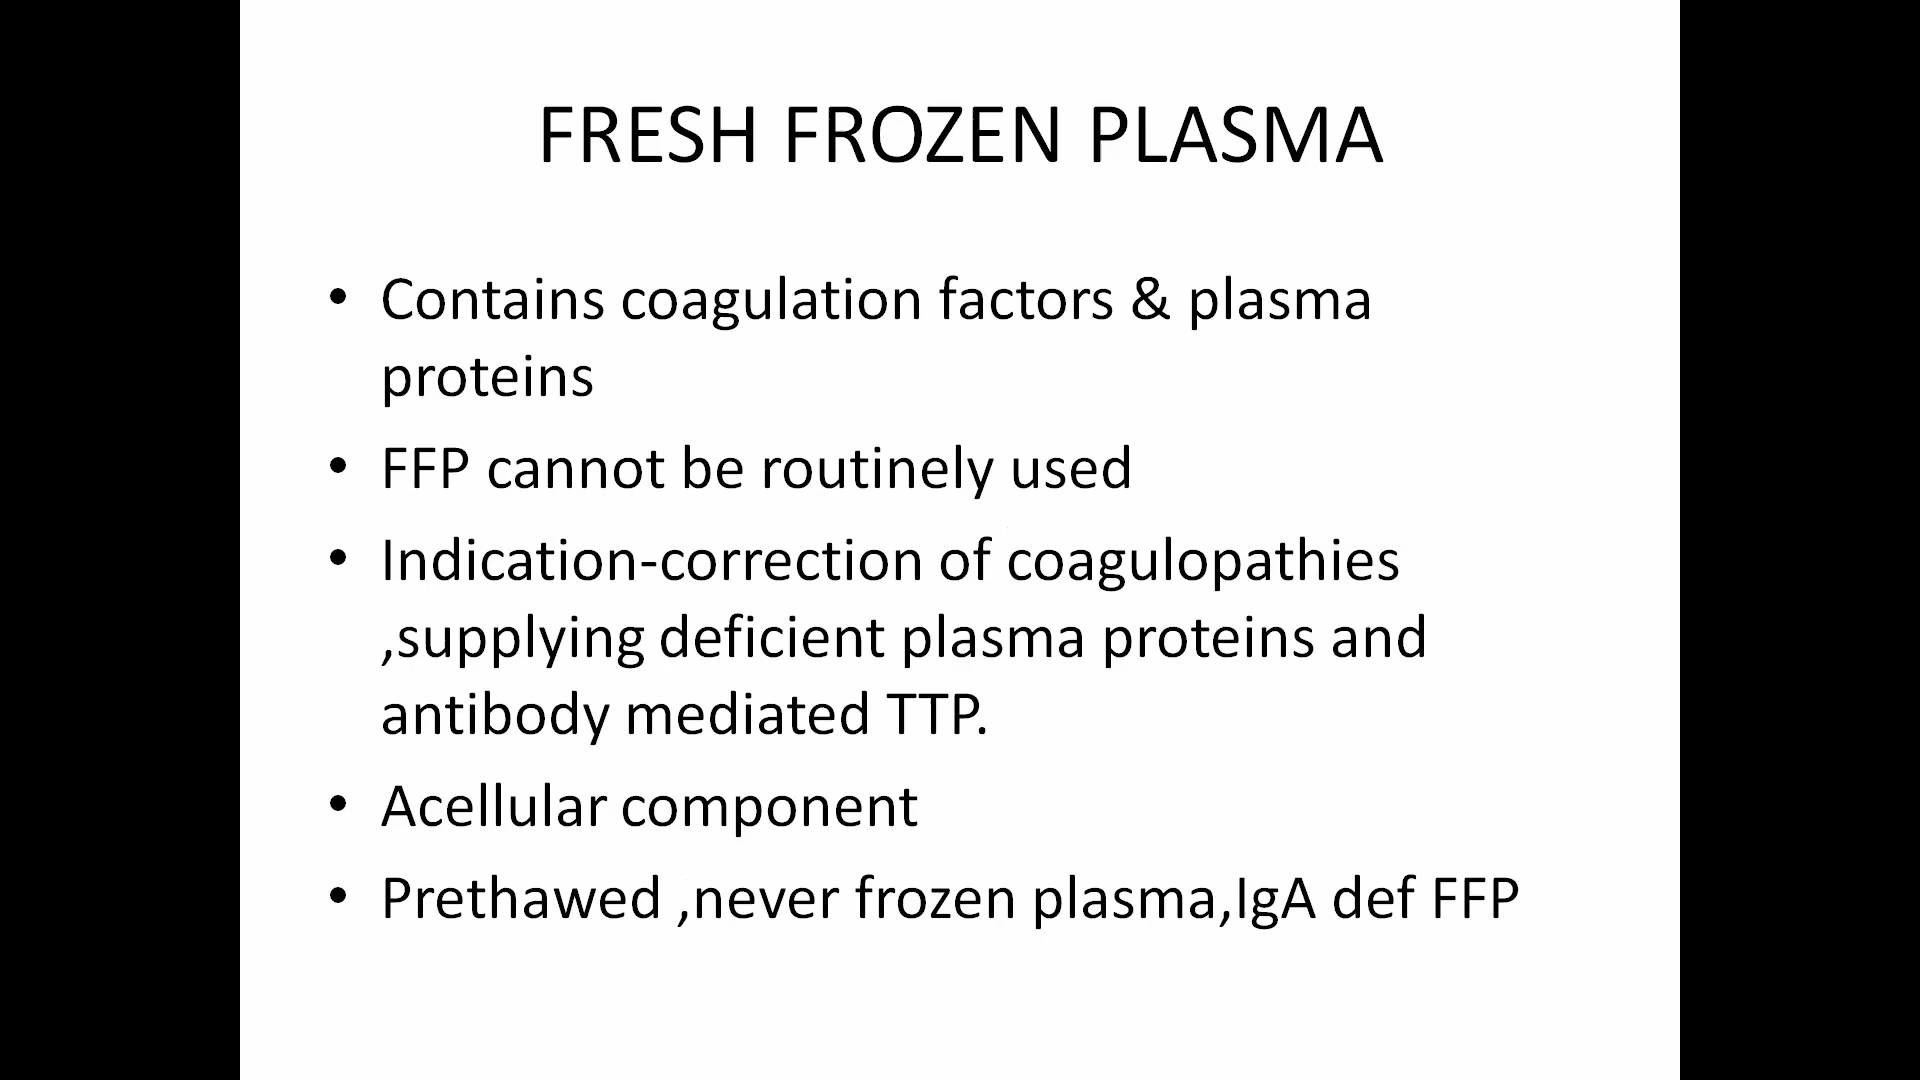 FRESH FROZEN PLASMA
• Contains coagulation factors & plasma
proteins
• FFP cannot be routinely used
• Indication-correction of coagulopathies
,supplying deficient plasma proteins and
antibody mediated TTP.
• Acellular component
• Prethawed ,never frozen plasma,IgA def FFP